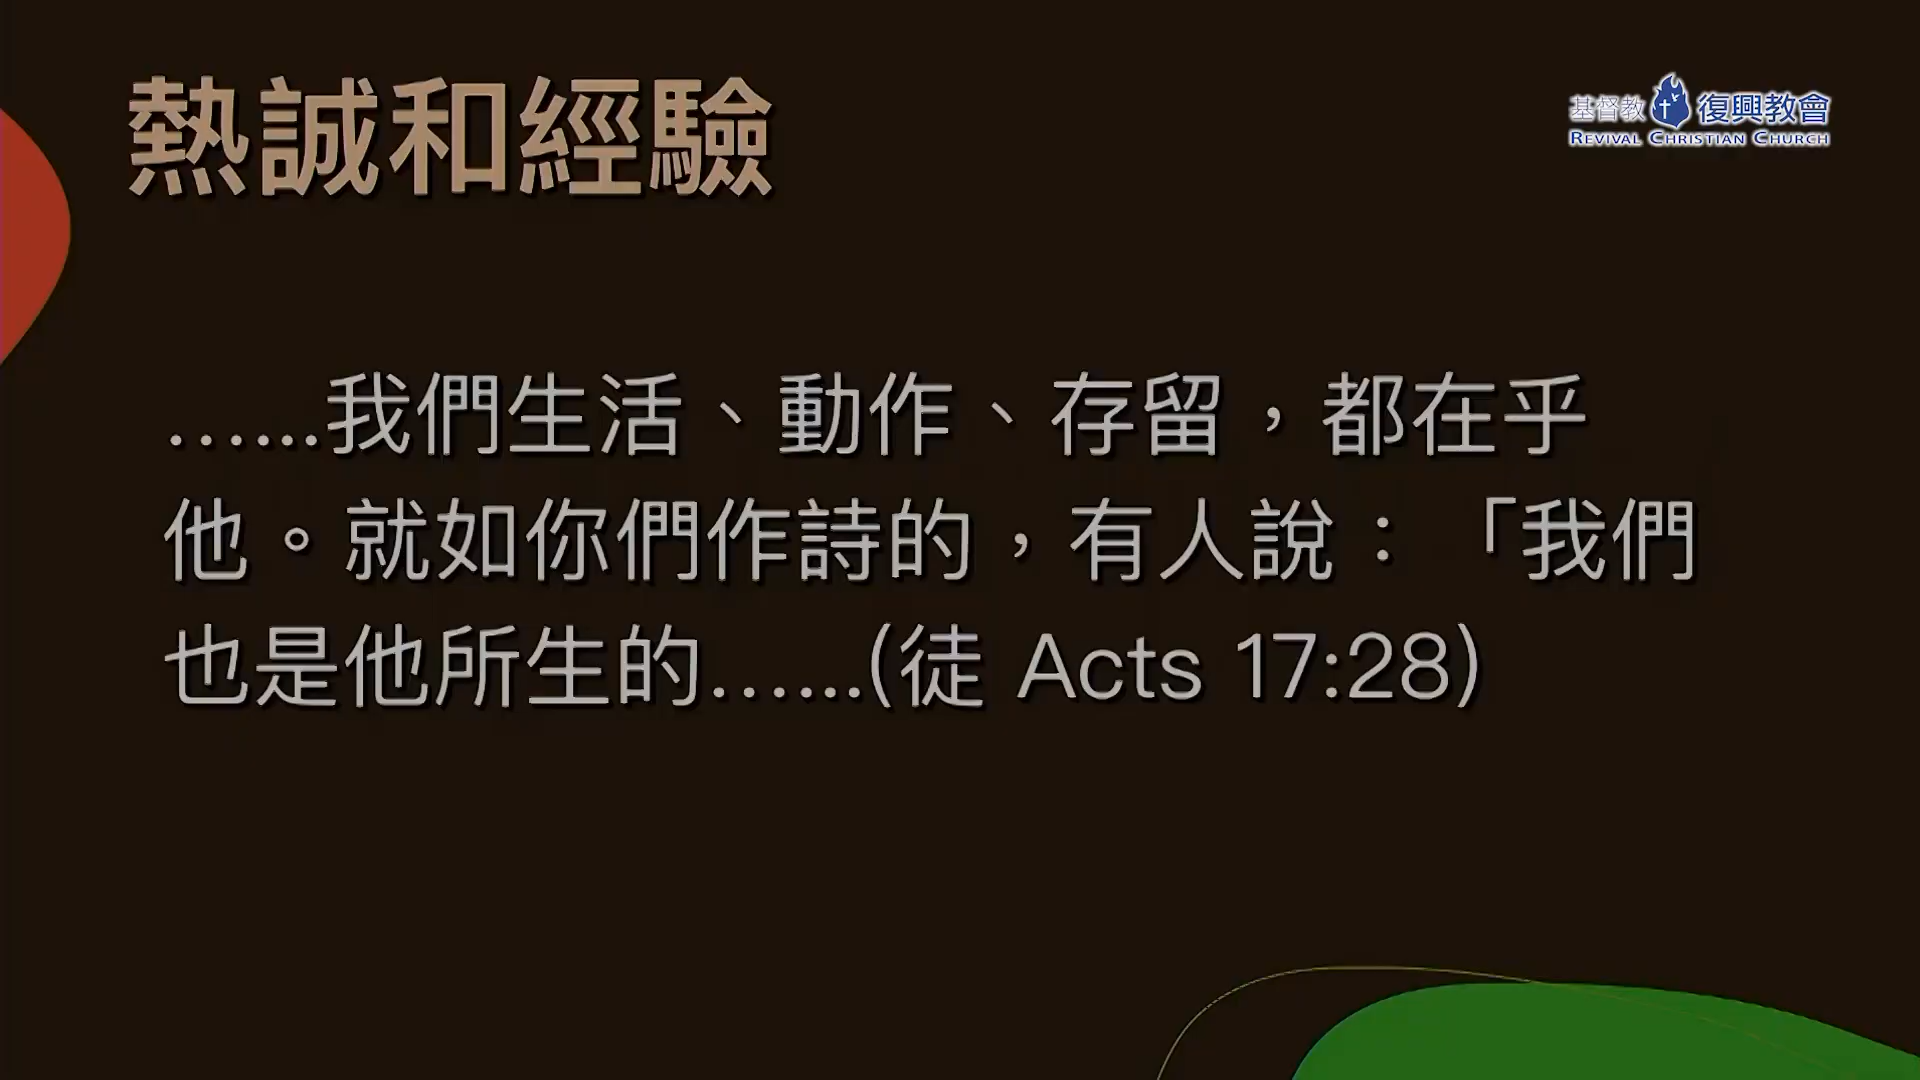 熱誠和經驗
基督教 復興教會
REVIVAL CHRISTIAN CHURCH
……我們生活、動作、存留，都在乎
他。就如你們作詩的，有人說：「我們
也是他所生的……(徒 Acts 17:28)